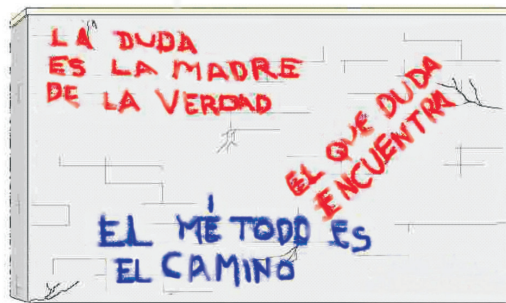 LA DUDA
ES LA MADRE
DE LA VERDAD
EL QUE DUDA
ENCUENTRA
EL MÉTODO ES
EL CAMINO